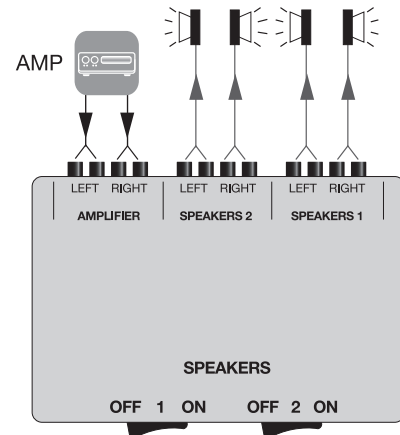 AMP
LEFT RIGHT LEFT RIGHT LEFT RIGHT
AMPLIFIER SPEAKERS 2 SPEAKERS 1
SPEAKERS
OFF 1 ON OFF 2 ON